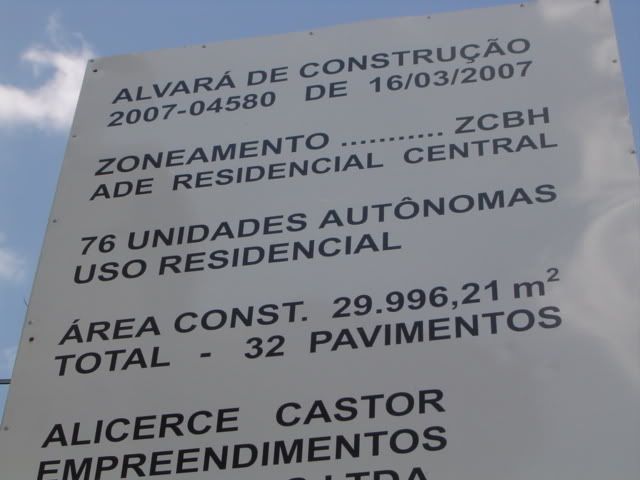 ALVARÁ DE CONSTRUÇÃO
2007-04580 DE 16/03/2007
ZONEAMENTO ........... ZCBH
ADE RESIDENCIAL CENTRAL
76 UNIDADES AUTÔNOMAS
USO RESIDENCIAL
ÁREA CONST. 29.996,21 m²
TOTAL - 32 PAVIMENTOS
ALICERCE CASTOR
EMPREENDIMENTOS
LTDA